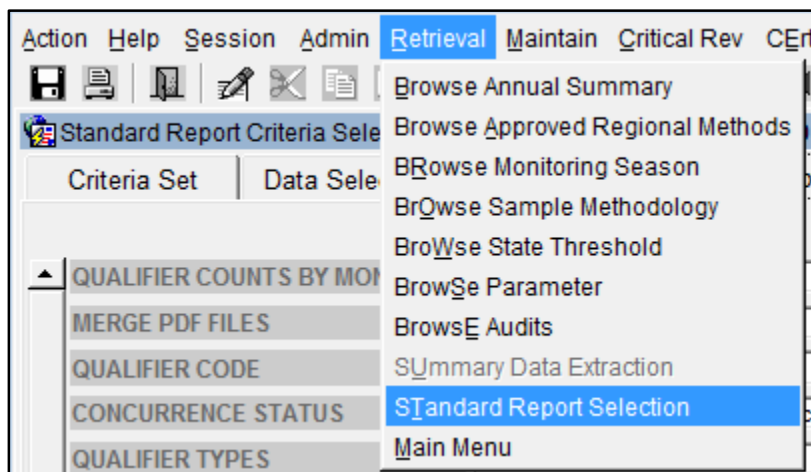 Action Help Session Admin Retrieval Maintain Critical Rev CErt
Browse Annual Summary
Standard Report Criteria Sele
Browse Approved Regional Methods
BRowse Monitoring Season
Criteria Set Data Sele
BrOwse Sample Methodology
BroWse State Threshold
QUALIFIER COUNTS BY MON
BrowSe Parameter
MERGE PDF FILES
BrowsE Audits
QUALIFIER CODE
SUmmary Data Extraction
CONCURRENCE STATUS
STandard Report Selection
QUALIFIER TYPES
Main Menu